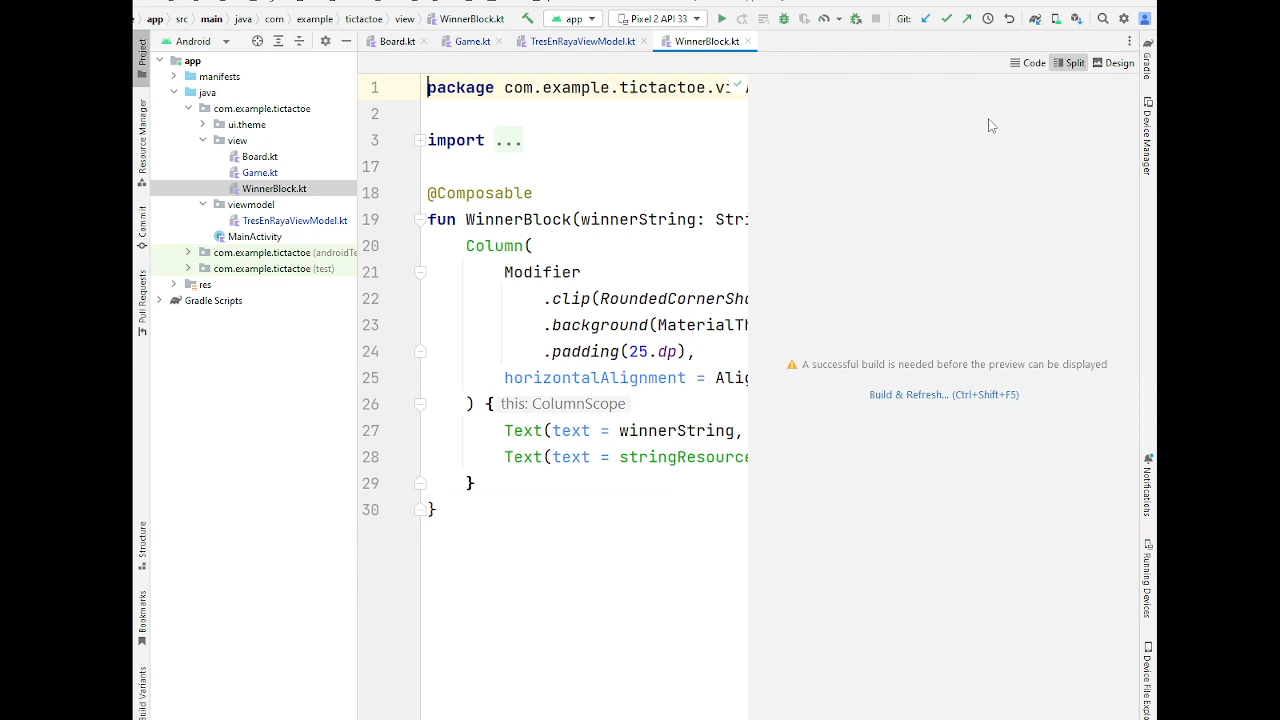 app
src
main
java
com
example
tictactoe
view
WinnerBlock.kt
app
Pixel 2 API 33
Git:
Android
Board.kt
Game.kt
TresEnRayaViewModel.kt
WinnerBlock.kt
Code
Split
Design
app
manifests
java
com.example.tictactoe
ui.theme
view
Board.kt
Game.kt
WinnerBlock.kt
viewmodel
TresEnRayaViewModel.kt
MainActivity
com.example.tictactoe (androidTe
com.example.tictactoe (test)
res
Gradle Scripts
1 package com.example.tictactoe.vi
2
3 import ...
17
18 @Composable
19 fun WinnerBlock(winnerString: Stri
20 Column(
21 Modifier
22 .clip(RoundedCornerSha
23 .background(MaterialTh
24 .padding(25.dp),
25 horizontalAlignment = Alig
26 ) { this: ColumnScope
27 Text(text = winnerString,
28 Text(text = stringResource
29 }
30 }
A successful build is needed before the preview can be displayed
Build & Refresh... (Ctrl+Shift+F5)
Project
Resource Manager
Commit
Pull Requests
Structure
Bookmarks
Build Variants
Gradle
Device Manager
Notifications
Running Devices
Device File Explo